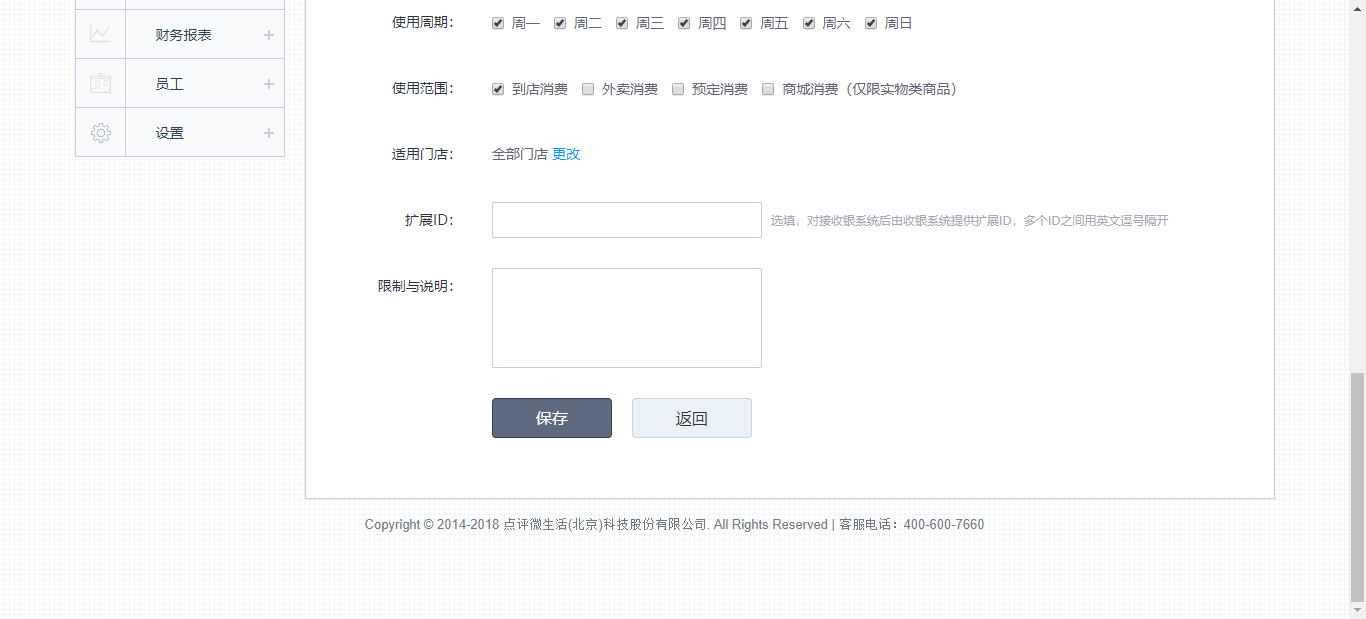 财务报表
员工
设置
使用周期： 周一 周二 周三 周四 周五 周六 周日
使用范围： 到店消费 外卖消费 预定消费 商城消费（仅限实物类商品）
适用门店： 全部门店 更改
扩展ID： 选填，对接收银系统后由收银系统提供扩展ID，多个ID之间用英文逗号隔开
限制与说明：
保存 返回
Copyright © 2014-2018 点评微生活(北京)科技股份有限公司. All Rights Reserved | 客服电话：400-600-7660